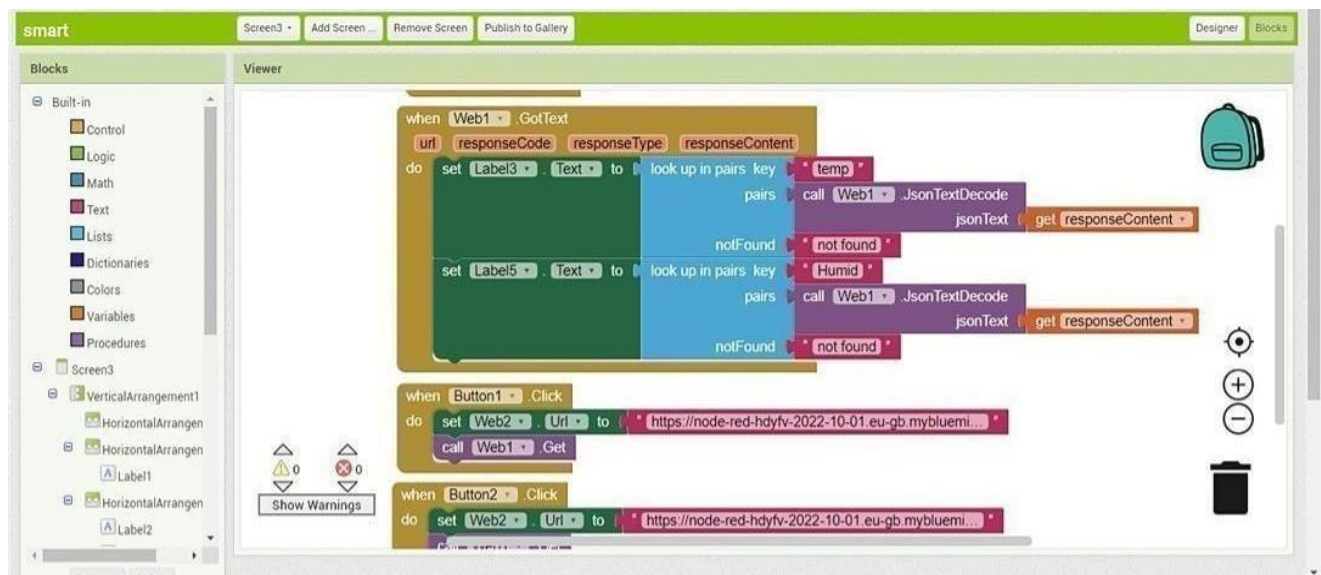 smart Screen3 Add Screen ... Remove Screen Publish to Gallery Designer Blocks
Blocks Viewer
Built-in
Control
Logic
Math
Text
Lists
Dictionaries
Colors
Variables
Procedures
Screen3
VerticalArrangement1
HorizontalArrangen
HorizontalArrangen
Label1
HorizontalArrangen
Label2
when Web1 .GotText
url responseCode responseType responseContent
do set Label3 . Text to look up in pairs key " temp "
pairs call Web1 .JsonTextDecode
jsonText get responseContent
notFound " not found "
set Label5 . Text to look up in pairs key " Humid "
pairs call Web1 .JsonTextDecode
jsonText get responseContent
notFound " not found "
when Button1 .Click
do set Web2 . Url to " https://node-red-hdyfv-2022-10-01.eu-gb.mybluemi... "
call Web1 .Get
when Button2 .Click
do set Web2 . Url to " https://node-red-hdyfv-2022-10-01.eu-gb.mybluemi... "
0 0
Show Warnings